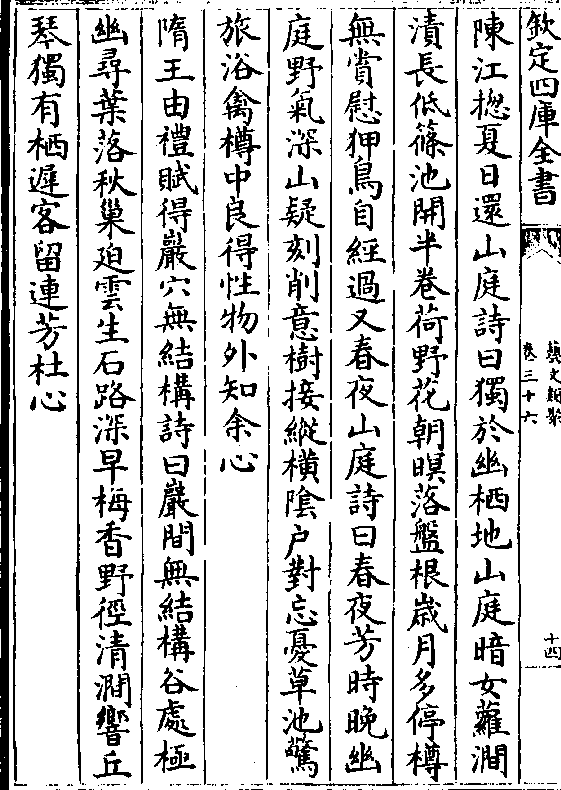 欽定四庫全書
藝文類聚
卷三十六
十四
陳江揔夏日還山庭詩曰獨於幽栖地山庭暗女蘿澗
漬長低篠池開半卷荷野花朝暝落盤根歲月多停樽
無賞慰狎鳥自經過又春夜山庭詩曰春夜芳時晚幽
庭野氣深山疑刻削意樹接縱横隂户對忘憂草池驚
旅浴禽樽中良得性物外知余心
隋王由禮賦得巖穴無結構詩曰巖間無結構谷處極
幽尋葉落秋巢迫雲生石路深早梅香野徑清澗響丘
琴獨有栖遲客留連芳杜心